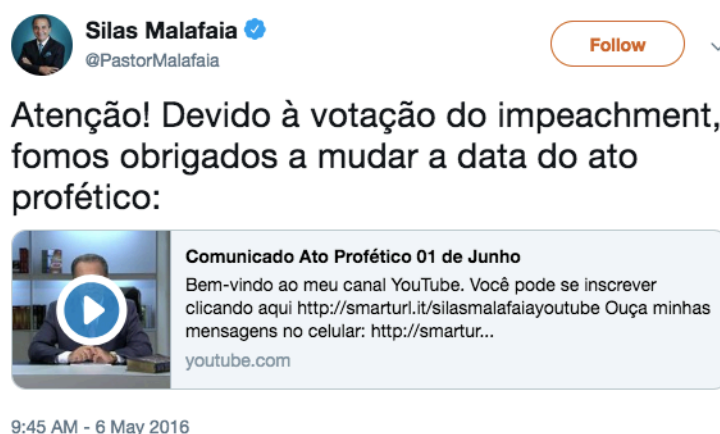 Silas Malafaia
@PastorMalafaia
Follow
Atenção! Devido à votação do impeachment,
fomos obrigados a mudar a data do ato
profético:
Comunicado Ato Profético 01 de Junho
Bem-vindo ao meu canal YouTube. Você pode se inscrever
clicando aqui http://smarturl.it/silasmalafaiayoutube Ouça minhas
mensagens no celular: http://smartur...
youtube.com
9:45 AM - 6 May 2016